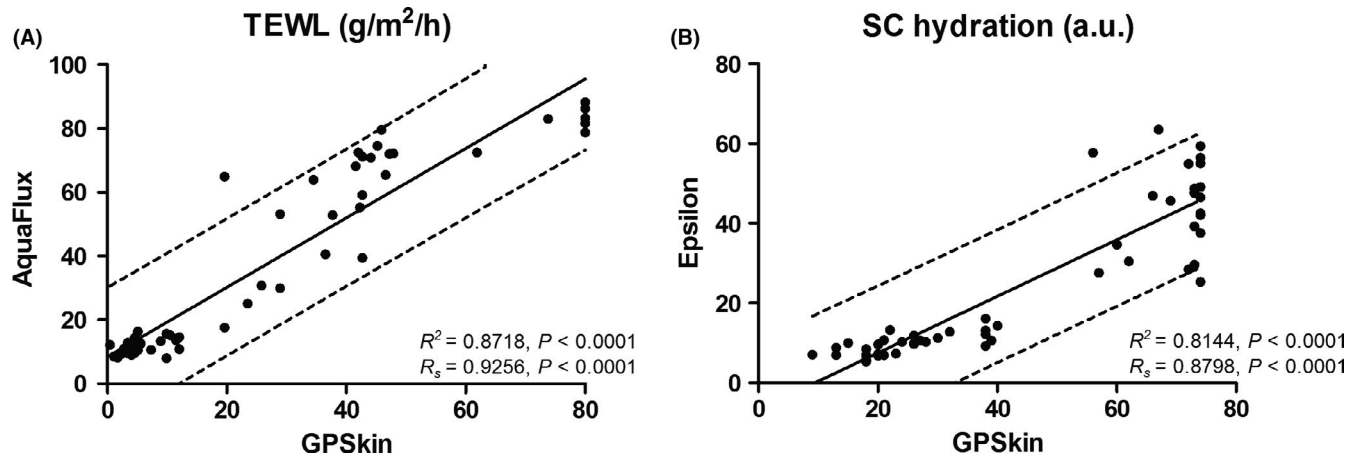 (A)
TEWL (g/m²/h)
AquaFlux
100
80
60
40
20
0
R² = 0.8718, P < 0.0001
Rₛ = 0.9256, P < 0.0001
0 20 40 60 80
GPSkin
(B)
SC hydration (a.u.)
Epsilon
80
60
40
20
0
R² = 0.8144, P < 0.0001
Rₛ = 0.8798, P < 0.0001
0 20 40 60 80
GPSkin